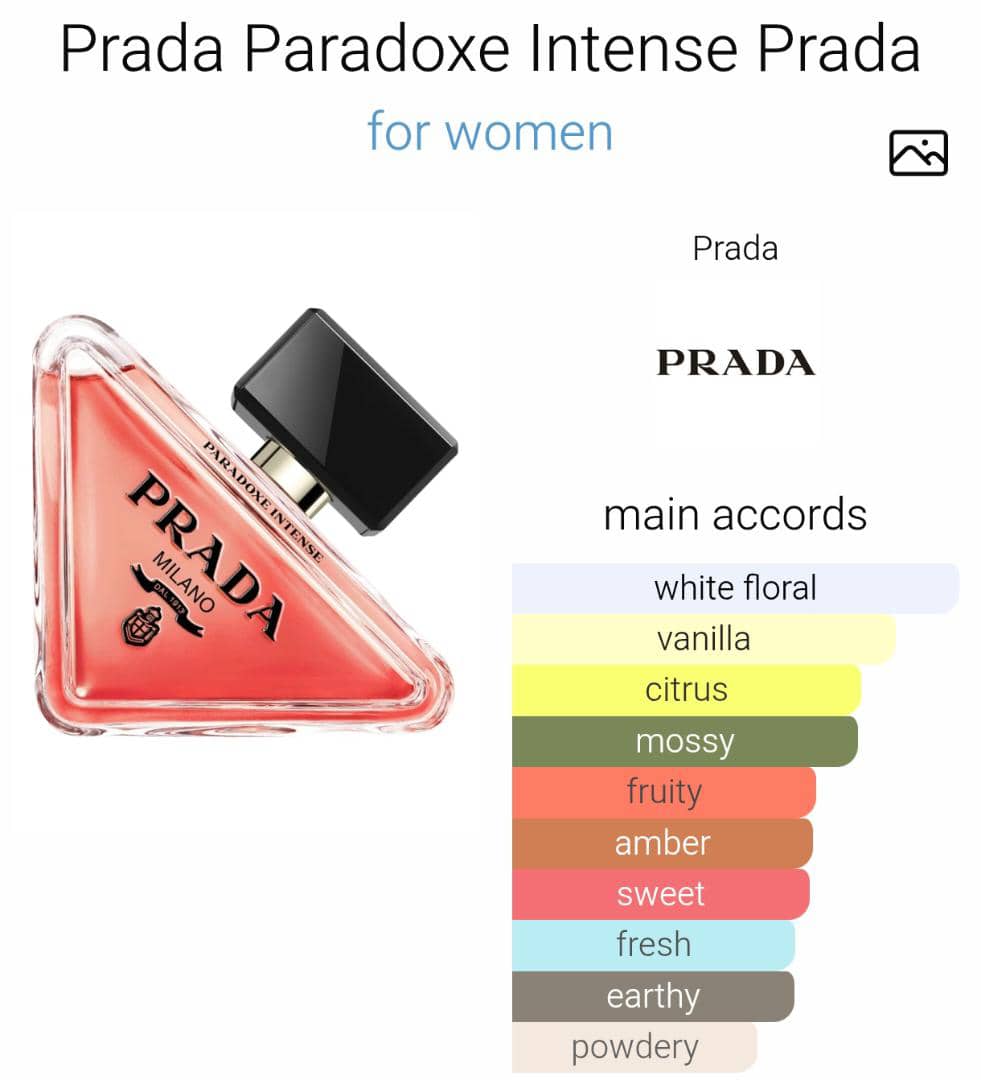 Prada Paradoxe Intense Prada
for women
Prada
PRADA
PARADOXE INTENSE
PRADA
MILANO
DAL 1913
main accords
white floral
vanilla
citrus
mossy
fruity
amber
sweet
fresh
earthy
powdery